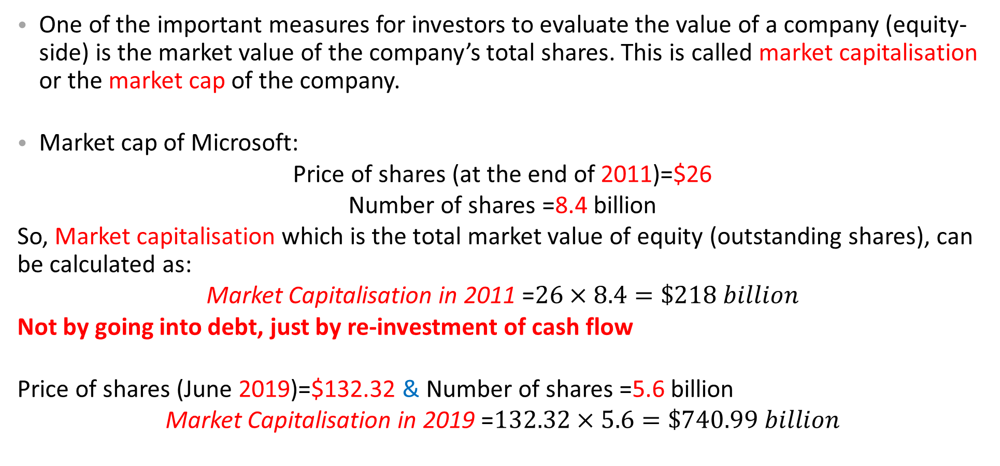 • One of the important measures for investors to evaluate the value of a company (equity-
side) is the market value of the company’s total shares. This is called market capitalisation
or the market cap of the company.
• Market cap of Microsoft:
Price of shares (at the end of 2011)=$26
Number of shares =8.4 billion
So, Market capitalisation which is the total market value of equity (outstanding shares), can
be calculated as:
Market Capitalisation in 2011 =26 × 8.4 = $218 billion
Not by going into debt, just by re-investment of cash flow
Price of shares (June 2019)=$132.32 & Number of shares =5.6 billion
Market Capitalisation in 2019 =132.32 × 5.6 = $740.99 billion